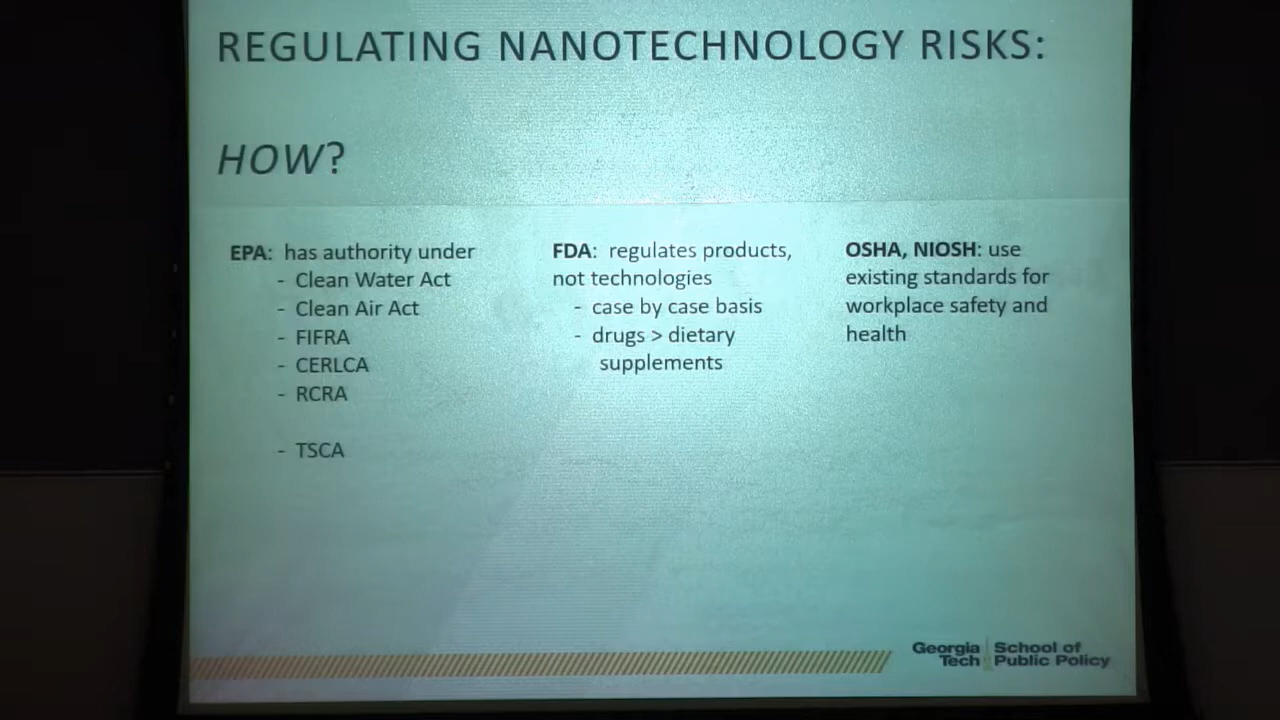 REGULATING NANOTECHNOLOGY RISKS:
HOW?
EPA: has authority under
- Clean Water Act
- Clean Air Act
- FIFRA
- CERLCA
- RCRA
- TSCA
FDA: regulates products,
not technologies
- case by case basis
- drugs > dietary
supplements
OSHA, NIOSH: use
existing standards for
workplace safety and
health
Georgia
Tech
School of
Public Policy